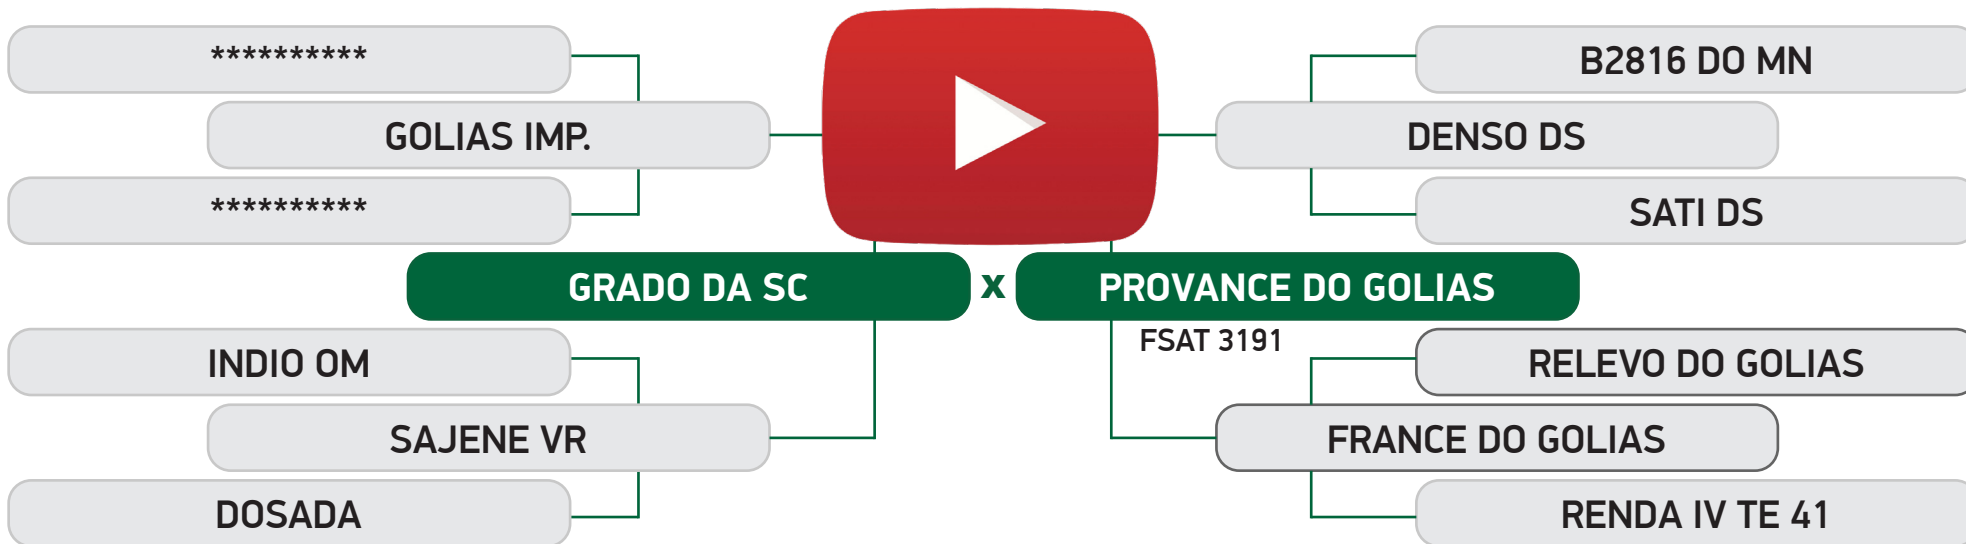 **********
B2816 DO MN
GOLIAS IMP.
DENSO DS
**********
SATI DS
GRADO DA SC
x
PROVANCE DO GOLIAS
FSAT 3191
INDIO OM
RELEVO DO GOLIAS
SAJENE VR
FRANCE DO GOLIAS
DOSADA
RENDA IV TE 41